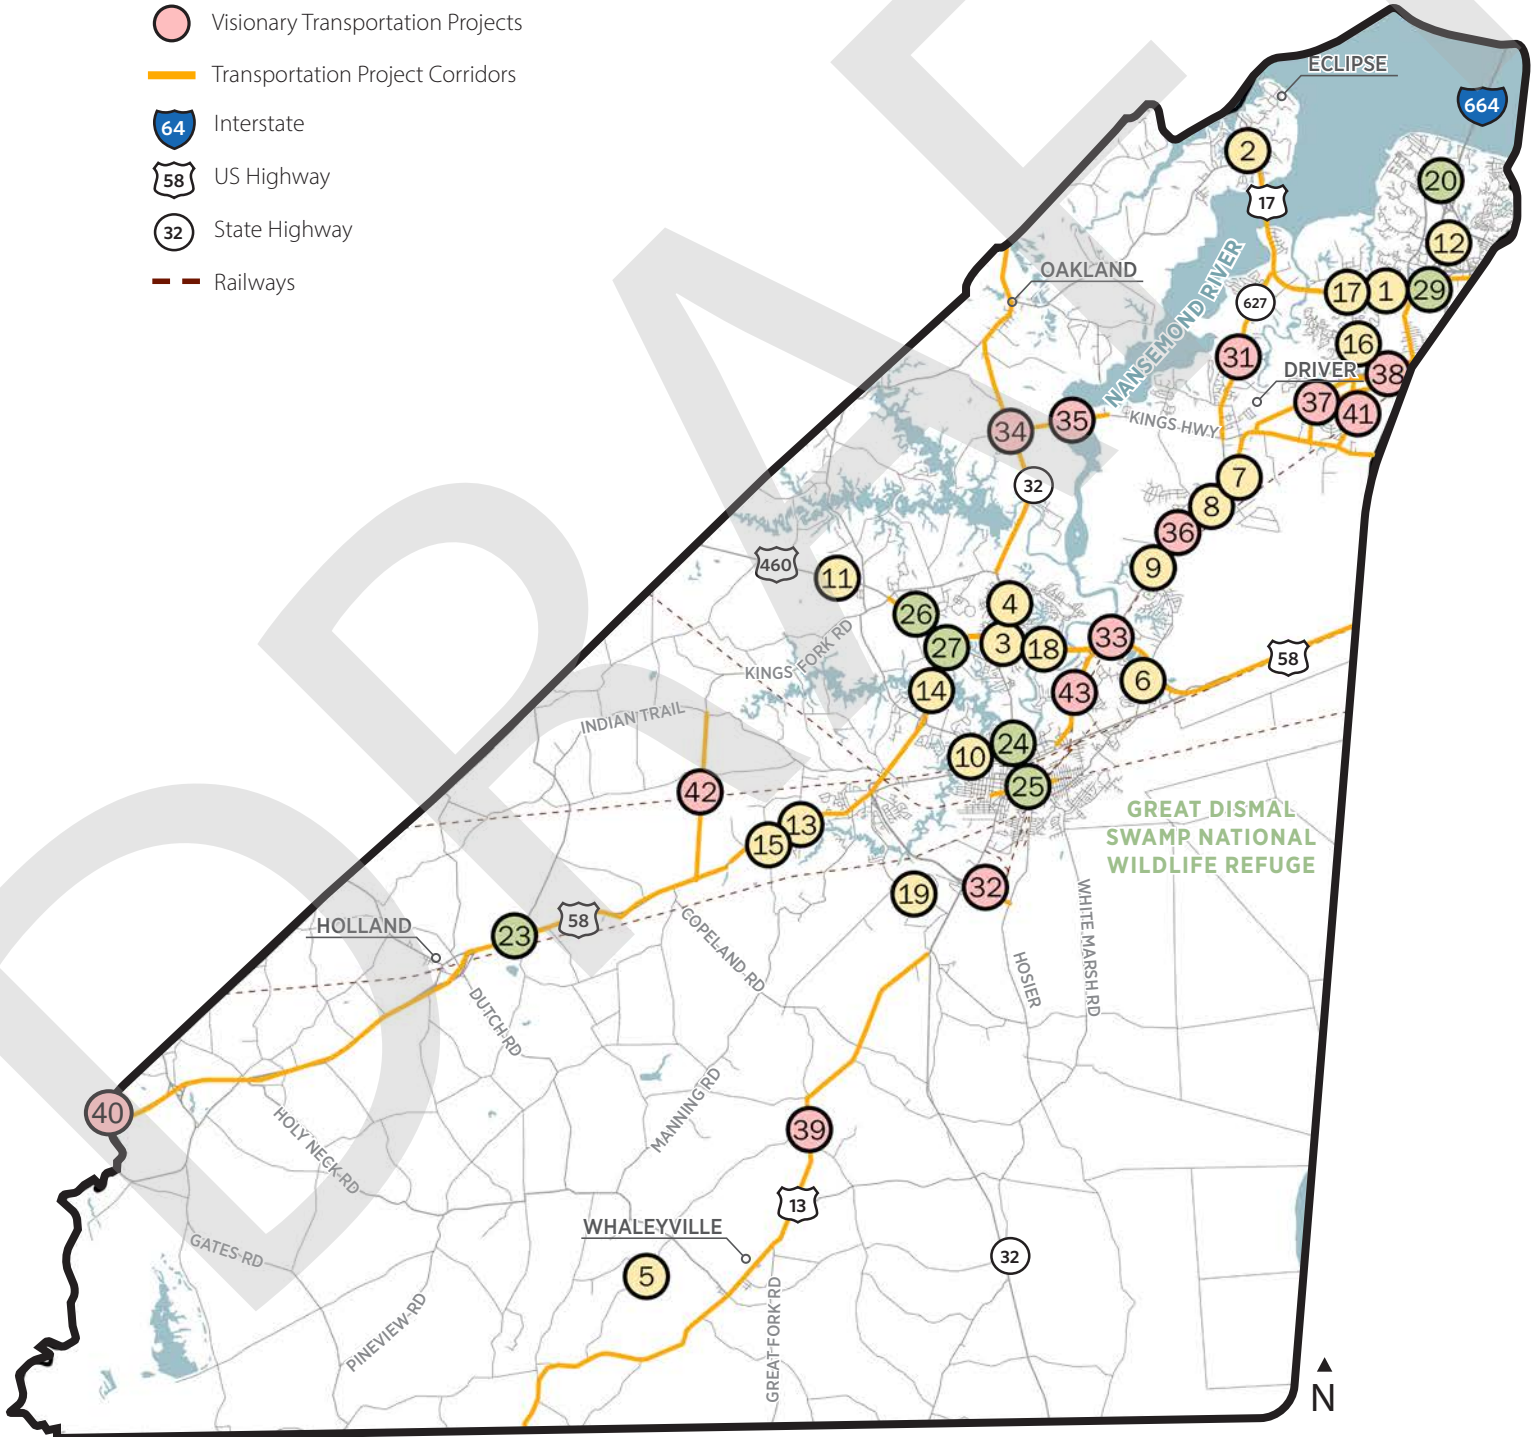 Visionary Transportation Projects
Transportation Project Corridors
64
Interstate
58
US Highway
32
State Highway
Railways
DRAF
ECLIPSE
664
2
20
17
12
OAKLAND
NANSEMOND RIVER
627
17
1
29
31
16
DRIVER
38
37
41
34
35
KINGS HWY
32
7
8
36
9
460
11
4
26
3
18
33
27
KINGS FORK RD
58
14
43
6
INDIAN TRAIL
10
24
25
42
13
15
GREAT DISMAL
SWAMP NATIONAL
WILDLIFE REFUGE
19
32
HOLLAND
23
58
COPELAND RD
WHITE MARSH RD
HOSIER
DUTCH RD
40
HOLY NECK RD
MANNING RD
39
13
WHALEYVILLE
GATES RD
5
32
PINEVIEW RD
GREAT FORK RD
N